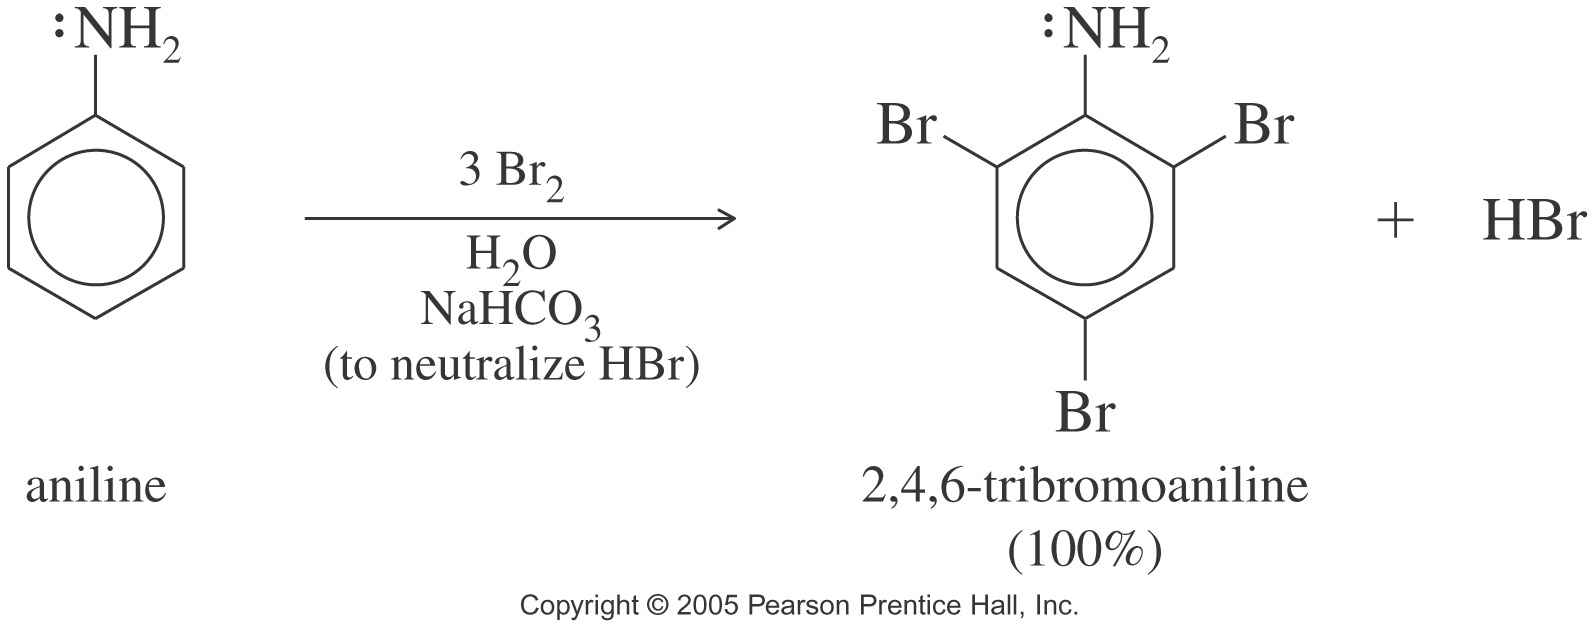 :NH2
3 Br2
H2O
NaHCO3
(to neutralize HBr)
aniline
:NH2
Br
Br
Br
+ HBr
2,4,6-tribromoaniline
(100%)
Copyright © 2005 Pearson Prentice Hall, Inc.